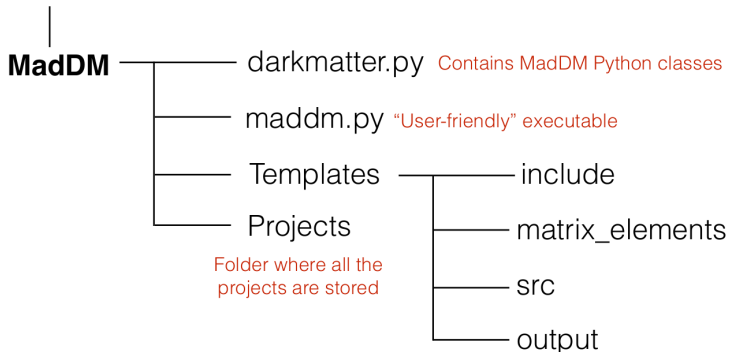 MadDM
darkmatter.py Contains MadDM Python classes
maddm.py “User-friendly” executable
Templates
include
Projects
matrix_elements
Folder where all the
projects are stored
src
output